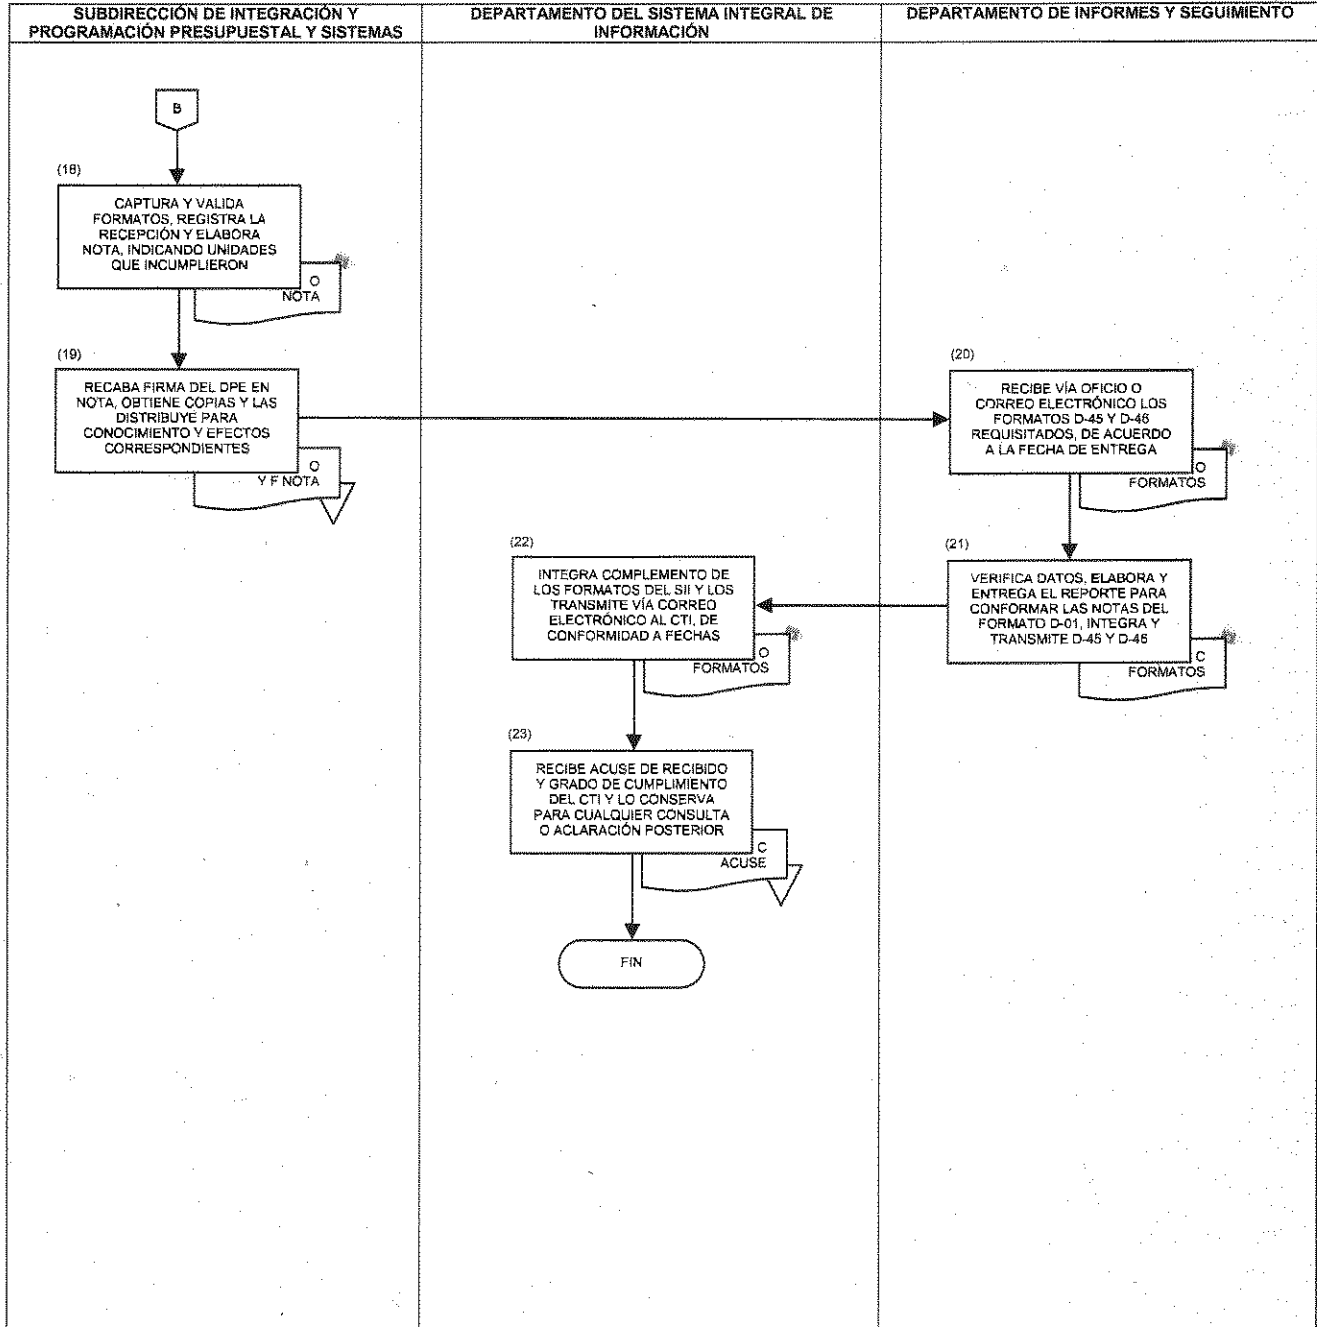 SUBDIRECCIÓN DE INTEGRACIÓN Y
PROGRAMACIÓN PRESUPUESTAL Y SISTEMAS
DEPARTAMENTO DEL SISTEMA INTEGRAL DE
INFORMACIÓN
DEPARTAMENTO DE INFORMES Y SEGUIMIENTO
B
(18)
CAPTURA Y VALIDA
FORMATOS, REGISTRA LA
RECEPCIÓN Y ELABORA
NOTA, INDICANDO UNIDADES
QUE INCUMPLIERON
O
NOTA
(19)
RECABA FIRMA DEL DPE EN
NOTA, OBTIENE COPIAS Y LAS
DISTRIBUYE PARA
CONOCIMIENTO Y EFECTOS
CORRESPONDIENTES
O
Y F NOTA
(20)
RECIBE VÍA OFICIO O
CORREO ELECTRÓNICO LOS
FORMATOS D-45 Y D-46
REQUISITADOS, DE ACUERDO
A LA FECHA DE ENTREGA
O
FORMATOS
(21)
VERIFICA DATOS, ELABORA Y
ENTREGA EL REPORTE PARA
CONFORMAR LAS NOTAS DEL
FORMATO D-01, INTEGRA Y
TRANSMITE D-45 Y D-46
C
FORMATOS
(22)
INTEGRA COMPLEMENTO DE
LOS FORMATOS DEL SII Y LOS
TRANSMITE VÍA CORREO
ELECTRÓNICO AL CTI, DE
CONFORMIDAD A FECHAS
O
FORMATOS
(23)
RECIBE ACUSE DE RECIBIDO
Y GRADO DE CUMPLIMIENTO
DEL CTI Y LO CONSERVA
PARA CUALQUIER CONSULTA
O ACLARACIÓN POSTERIOR
C
ACUSE
FIN